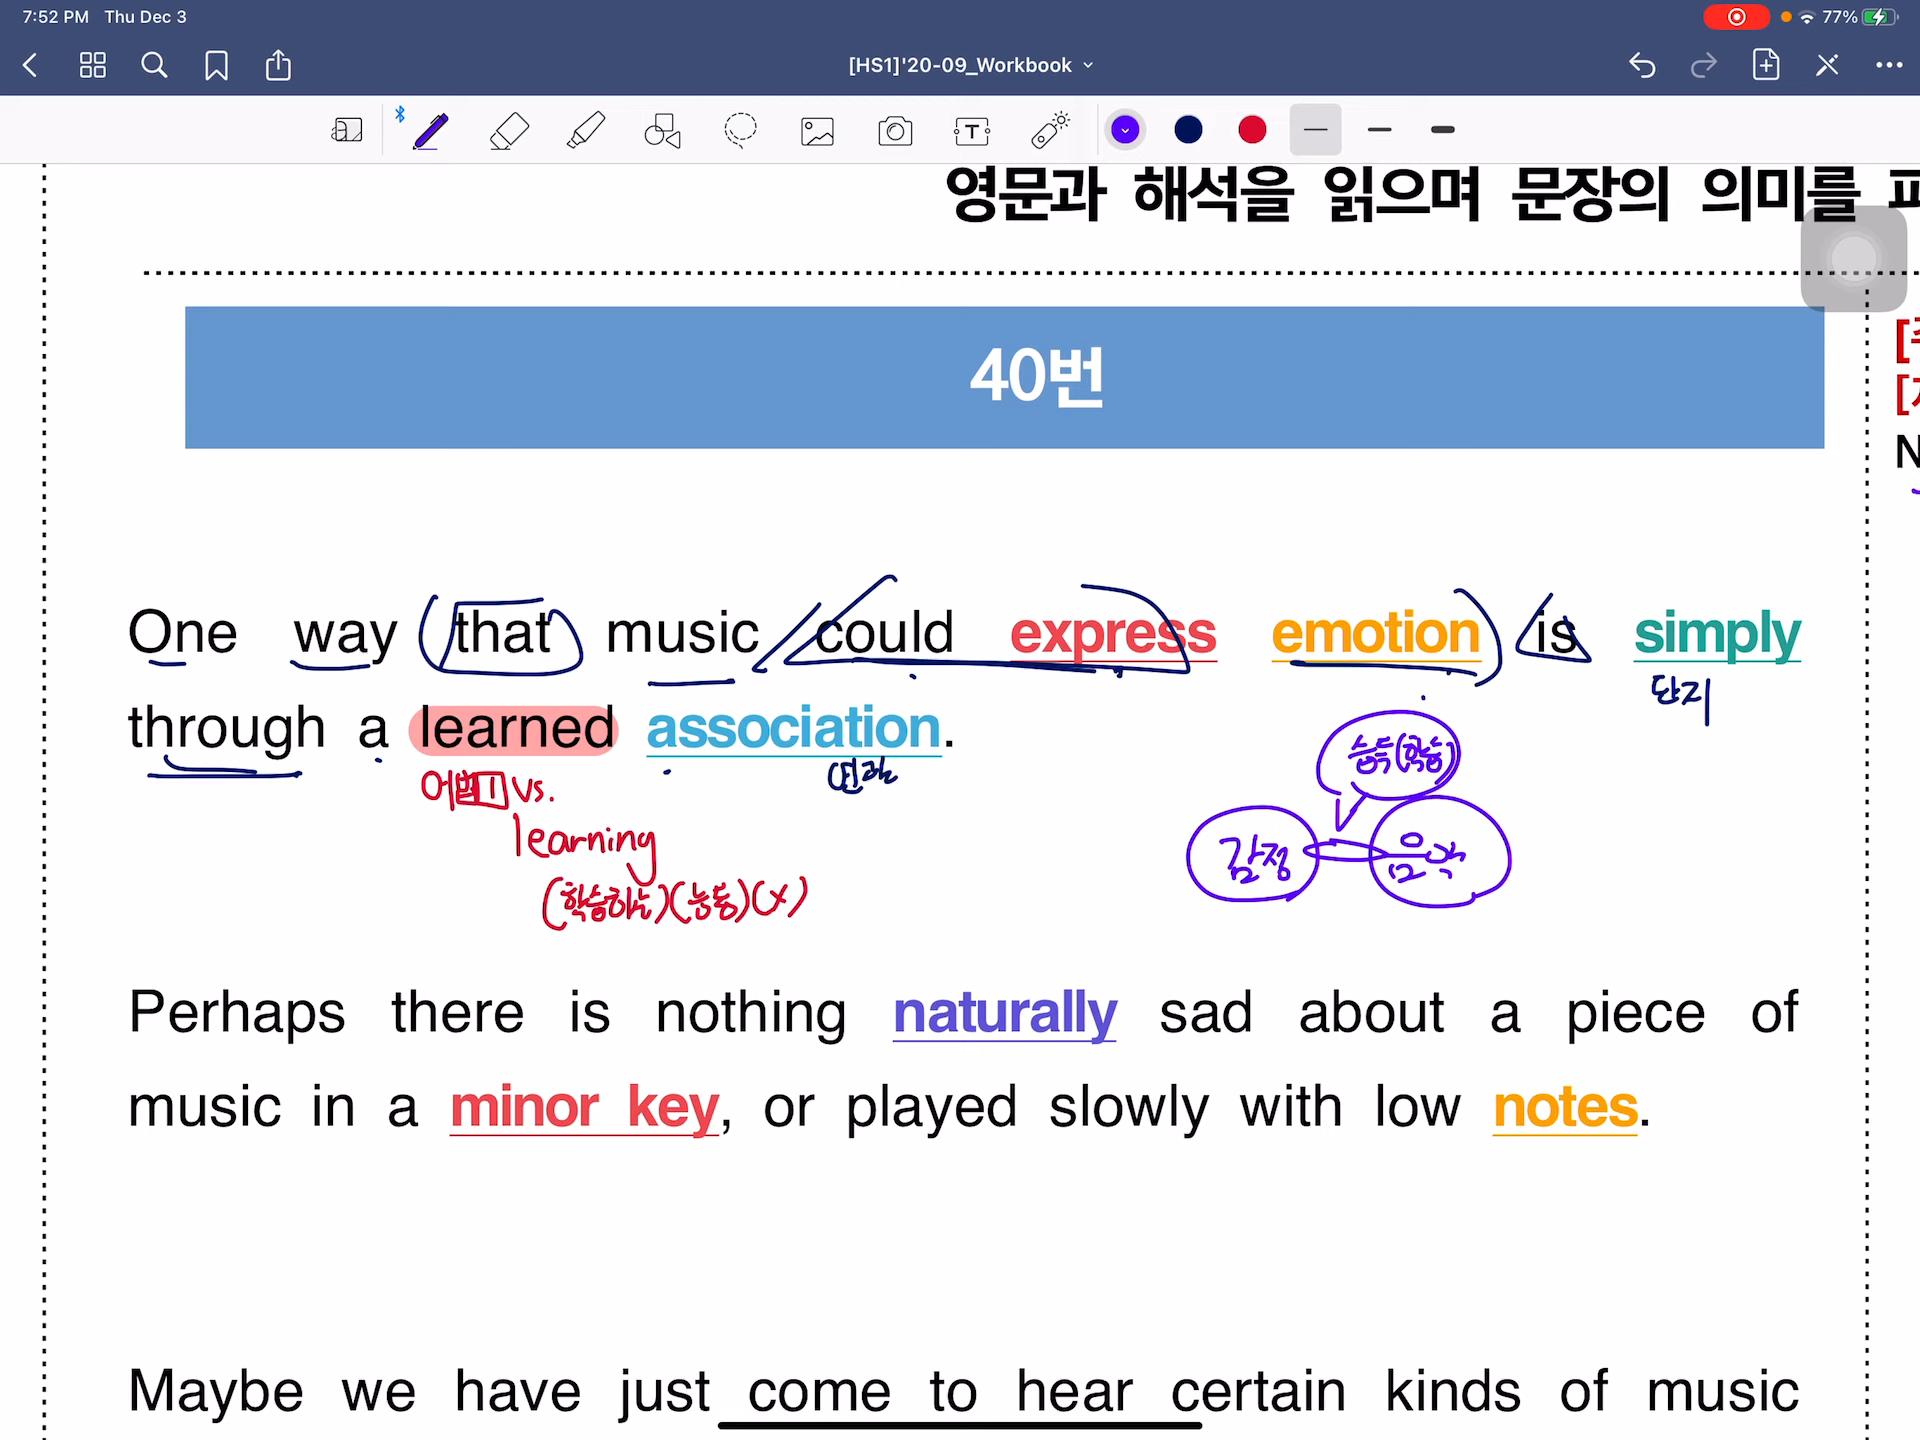 7:52 PM Thu Dec 3
77%
[HS1]'20-09_Workbook
영문과 해석을 읽으며 문장의 의미를
40번
One way that music could express emotion is simply
단지
through a learned association.
연관
어법1 vs.
learning
(학습하는)(능동)(x)
습득(학습)
감정
음악
Perhaps there is nothing naturally sad about a piece of
music in a minor key, or played slowly with low notes.
Maybe we have just come to hear certain kinds of music